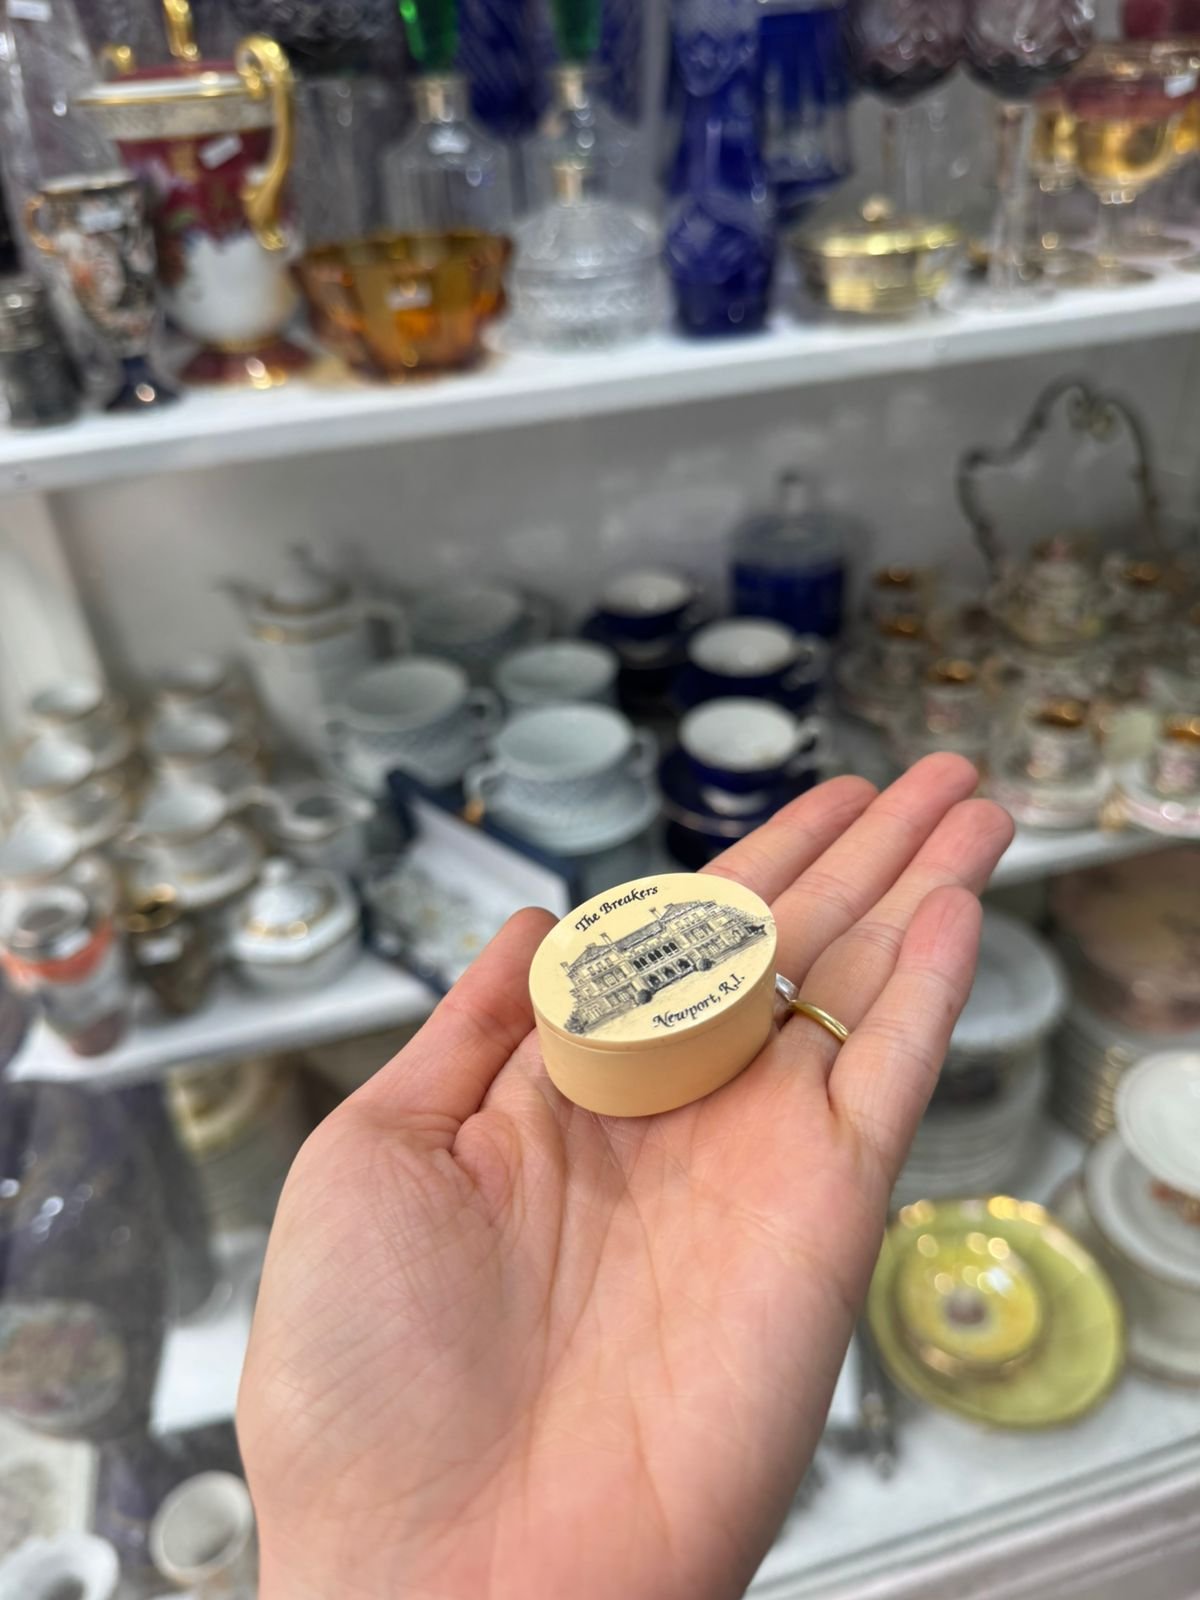 The Breakers
Newport, R.I.